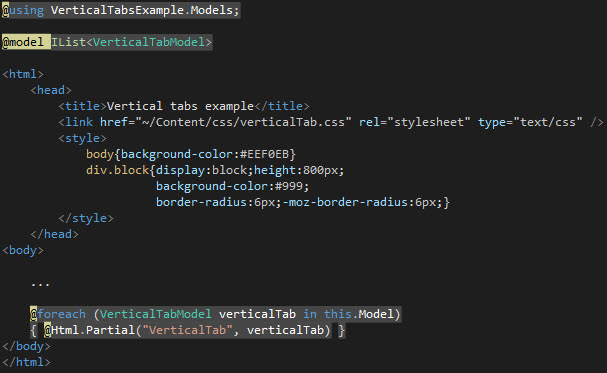 @using VerticalTabsExample.Models;
@model IList<VerticalTabModel>
<html>
<head>
<title>Vertical tabs example</title>
<link href="~/Content/css/verticalTab.css" rel="stylesheet" type="text/css" />
<style>
body{background-color:#EEF0EB}
div.block{display:block;height:800px;
background-color:#999;
border-radius:6px;-moz-border-radius:6px;}
</style>
</head>
<body>
...
@foreach (VerticalTabModel verticalTab in this.Model)
{ @Html.Partial("VerticalTab", verticalTab) }
</body>
</html>